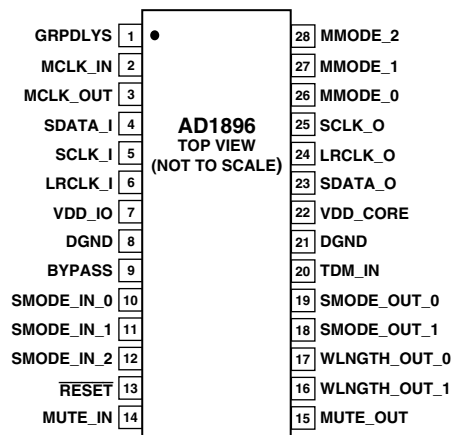 GRPDLYS 1
MCLK_IN 2
MCLK_OUT 3
SDATA_I 4
SCLK_I 5
LRCLK_I 6
VDD_IO 7
DGND 8
BYPASS 9
SMODE_IN_0 10
SMODE_IN_1 11
SMODE_IN_2 12
RESET 13
MUTE_IN 14
AD1896
TOP VIEW
(NOT TO SCALE)
28 MMODE_2
27 MMODE_1
26 MMODE_0
25 SCLK_O
24 LRCLK_O
23 SDATA_O
22 VDD_CORE
21 DGND
20 TDM_IN
19 SMODE_OUT_0
18 SMODE_OUT_1
17 WLNGTH_OUT_0
16 WLNGTH_OUT_1
15 MUTE_OUT